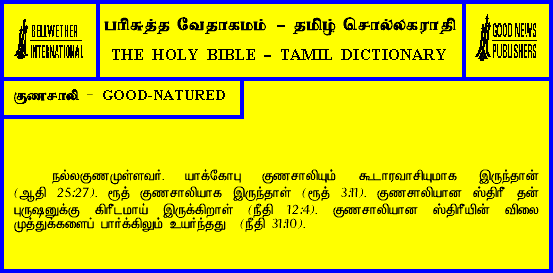 BELLWETHER
INTERNATIONAL
பரிசுத்த வேதாகமம் - தமிழ் சொல்லகராதி
THE HOLY BIBLE - TAMIL DICTIONARY
GOOD NEWS
PUBLISHERS
குணசாலி - GOOD-NATURED
நல்லகுணமுள்ளவர். யாக்கோபு குணசாலியும் கூடாரவாசியுமாக இருந்தான்
(ஆதி 25:27). ரூத் குணசாலியாக இருந்தாள் (ரூத் 3:11). குணசாலியான ஸ்திரீ தன்
புருஷனுக்கு கிரீடமாய் இருக்கிறாள் (நீதி 12:4). குணசாலியான ஸ்திரீயின் விலை
முத்துக்களைப் பார்க்கிலும் உயர்ந்தது (நீதி 31:10).